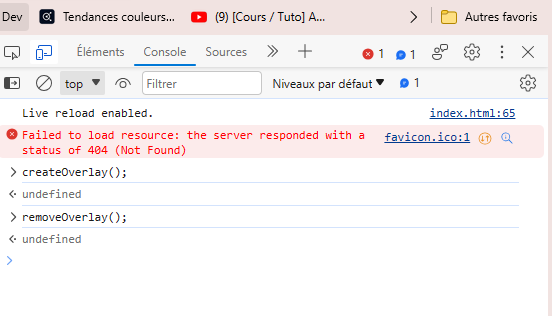 Dev Tendances couleurs... (9) [Cours / Tuto] A... Autres favoris
Éléments Console Sources 1 1
top Filtrer Niveaux par défaut 1
Live reload enabled. index.html:65
Failed to load resource: the server responded with a favicon.ico:1
status of 404 (Not Found)
createOverlay();
undefined
removeOverlay();
undefined